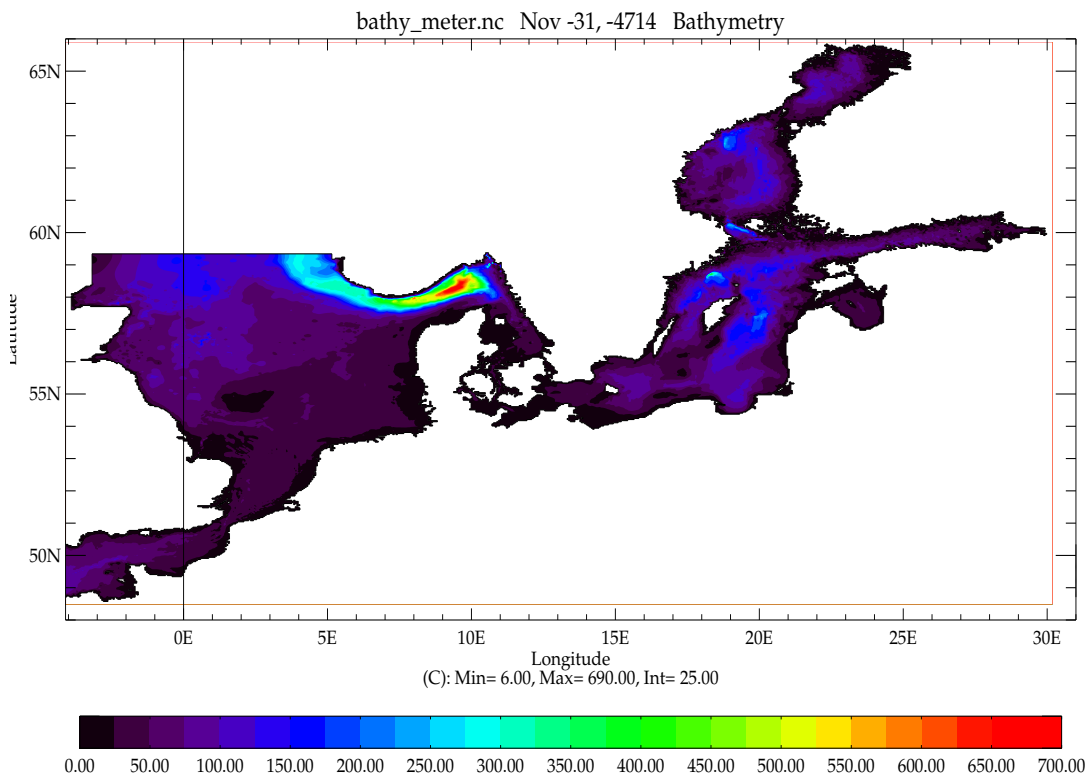 bathy_meter.nc Nov -31, -4714 Bathymetry
65N
60N
55N
50N
Latitude
0E 5E 10E 15E 20E 25E 30E
Longitude
(C): Min= 6.00, Max= 690.00, Int= 25.00
0.00 50.00 100.00 150.00 200.00 250.00 300.00 350.00 400.00 450.00 500.00 550.00 600.00 650.00 700.00